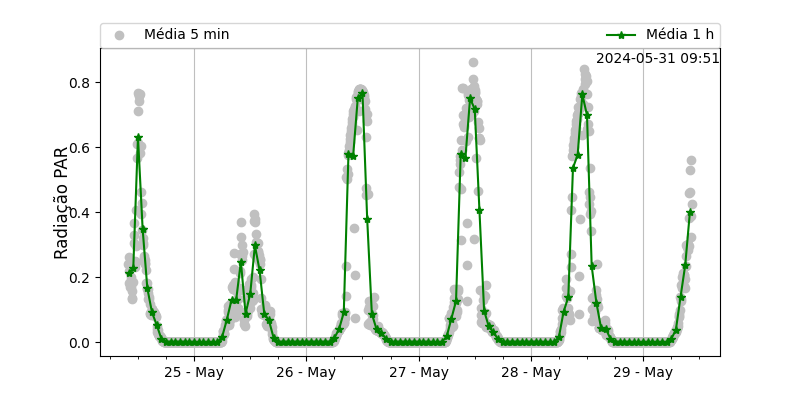 Média 5 min
Média 1 h
2024-05-31 09:51
Radiação PAR
0.8
0.6
0.4
0.2
0.0
25 - May
26 - May
27 - May
28 - May
29 - May